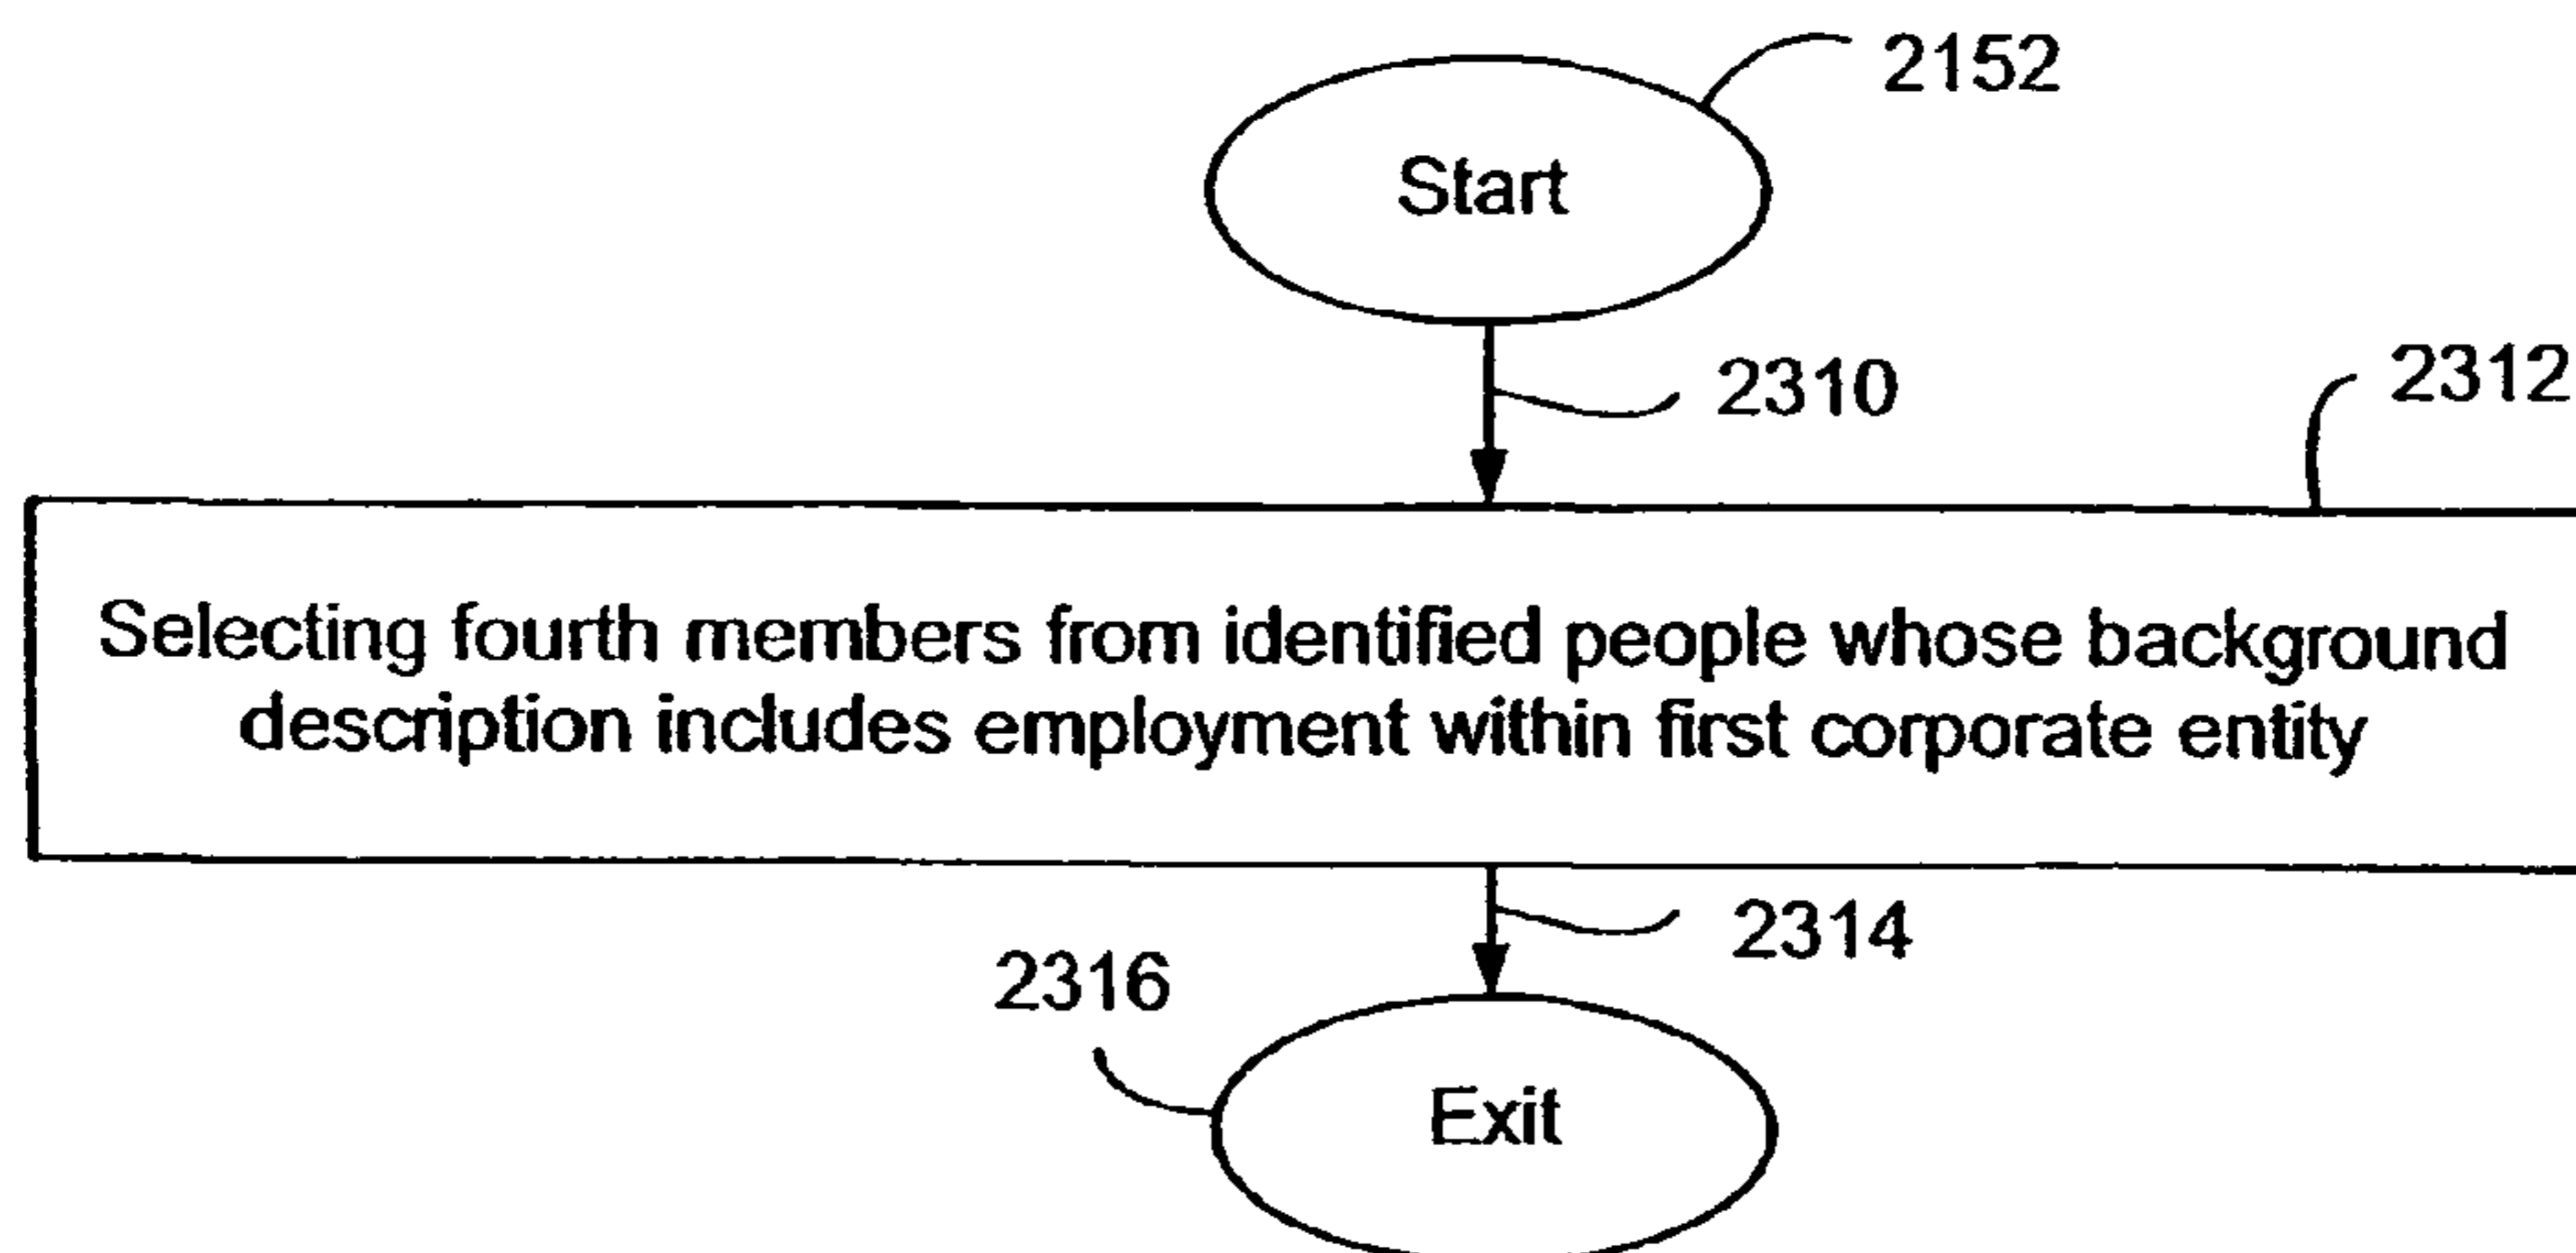 2152
Start
2310
2312
Selecting fourth members from identified people whose background
description includes employment within first corporate entity
2314
2316
Exit